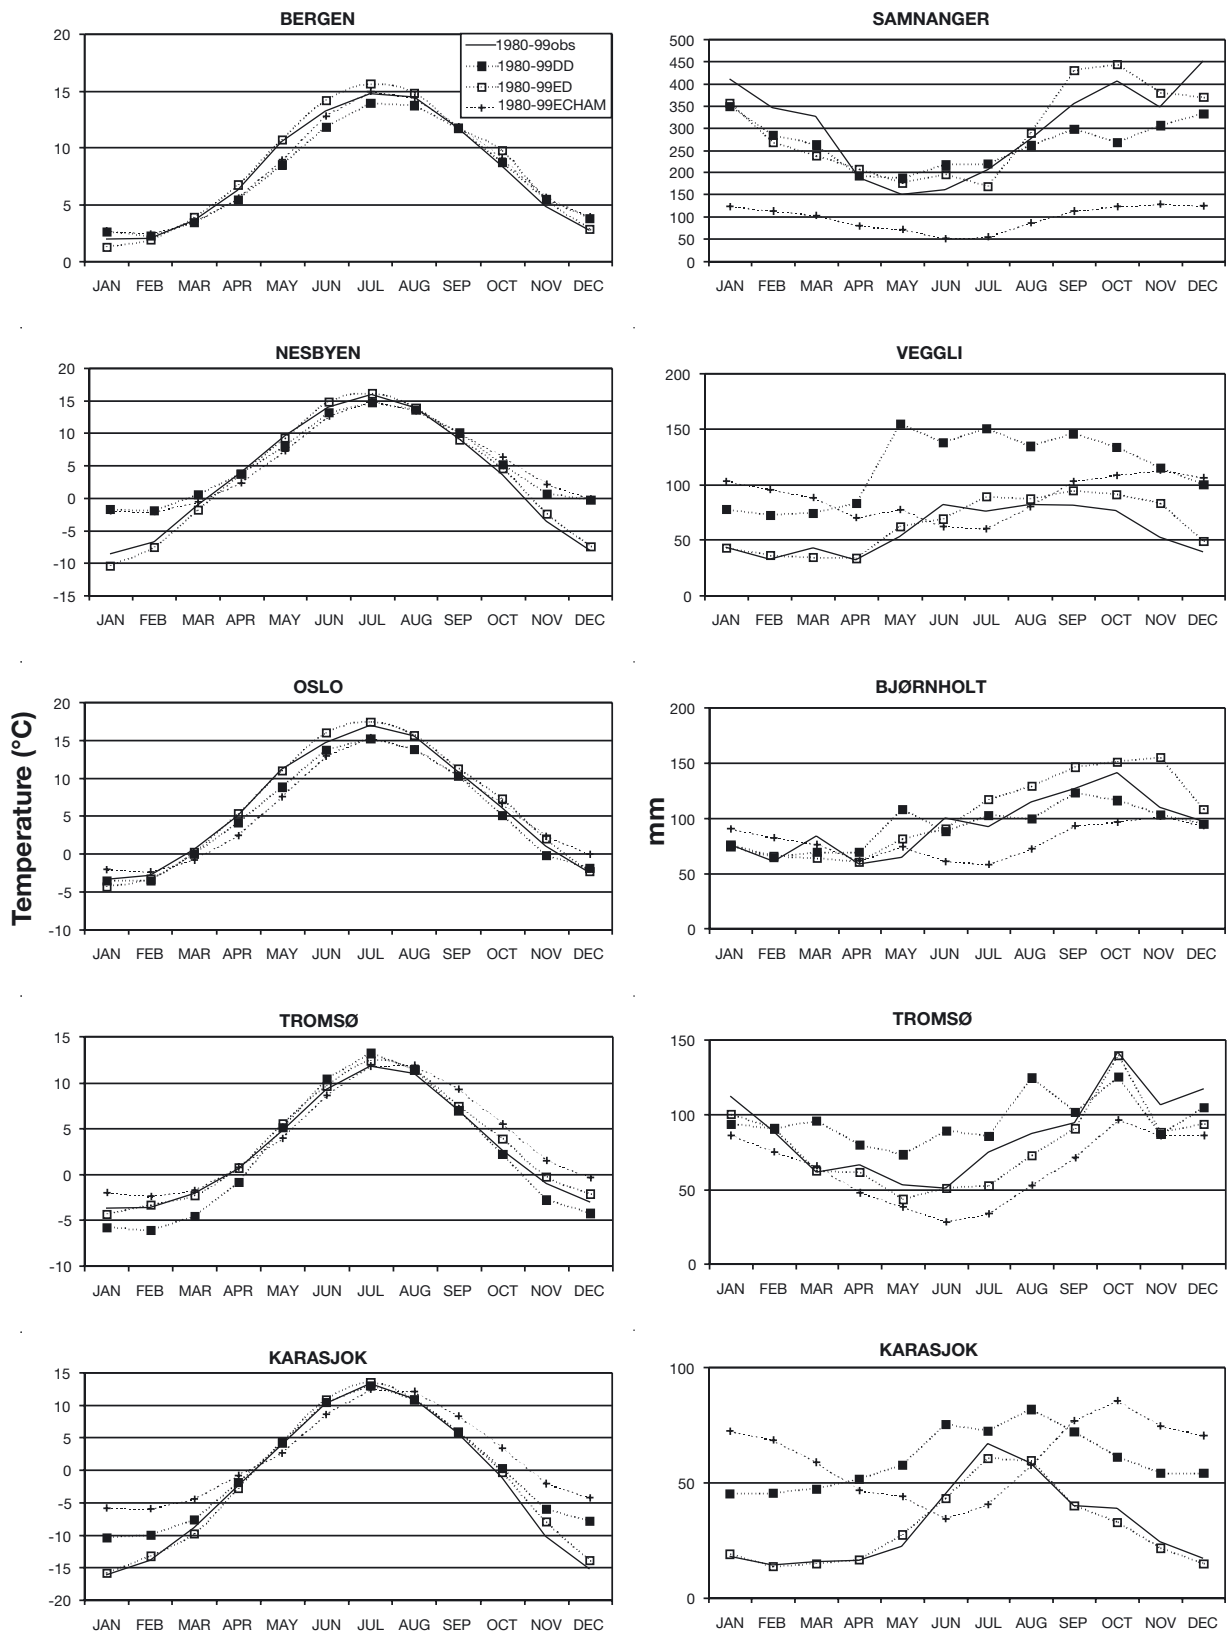 BERGEN
20
15
10
5
0
1980-99obs
1980-99DD
1980-99ED
1980-99ECHAM
JAN FEB MAR APR MAY JUN JUL AUG SEP OCT NOV DEC
SAMNANGER
500
450
400
350
300
250
200
150
100
50
0
JAN FEB MAR APR MAY JUN JUL AUG SEP OCT NOV DEC
NESBYEN
20
15
10
5
0
-5
-10
-15
JAN FEB MAR APR MAY JUN JUL AUG SEP OCT NOV DEC
VEGGLI
200
150
100
50
0
JAN FEB MAR APR MAY JUN JUL AUG SEP OCT NOV DEC
Temperature (°C)
OSLO
20
15
10
5
0
-5
-10
JAN FEB MAR APR MAY JUN JUL AUG SEP OCT NOV DEC
mm
BJØRNHOLT
200
150
100
50
0
JAN FEB MAR APR MAY JUN JUL AUG SEP OCT NOV DEC
TROMSØ
15
10
5
0
-5
-10
JAN FEB MAR APR MAY JUN JUL AUG SEP OCT NOV DEC
TROMSØ
150
100
50
0
JAN FEB MAR APR MAY JUN JUL AUG SEP OCT NOV DEC
KARASJOK
15
10
5
0
-5
-10
-15
-20
JAN FEB MAR APR MAY JUN JUL AUG SEP OCT NOV DEC
KARASJOK
100
50
0
JAN FEB MAR APR MAY JUN JUL AUG SEP OCT NOV DEC